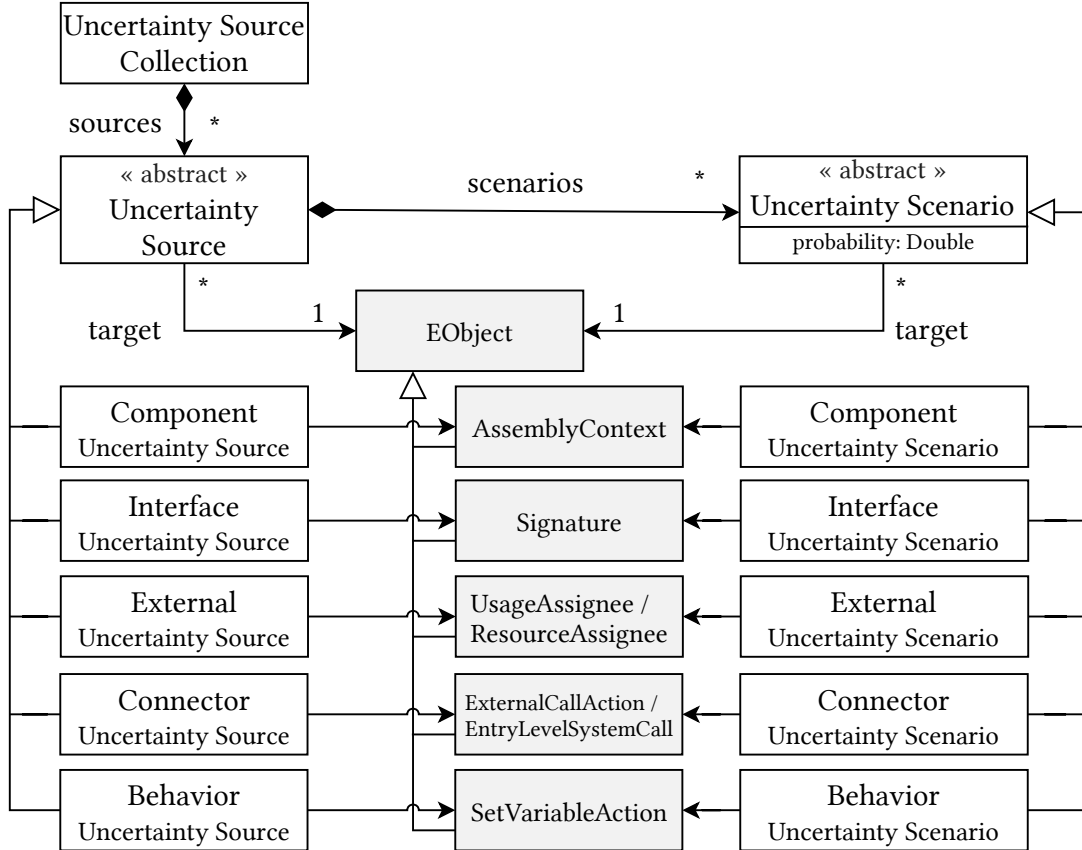 Uncertainty Source
Collection
sources *
« abstract »
Uncertainty
Source
scenarios *
« abstract »
Uncertainty Scenario
probability: Double
*
target
1
EObject
1
*
target
Component
Uncertainty Source
AssemblyContext
Component
Uncertainty Scenario
Interface
Uncertainty Source
Signature
Interface
Uncertainty Scenario
External
Uncertainty Source
UsageAssignee /
ResourceAssignee
External
Uncertainty Scenario
Connector
Uncertainty Source
ExternalCallAction /
EntryLevelSystemCall
Connector
Uncertainty Scenario
Behavior
Uncertainty Source
SetVariableAction
Behavior
Uncertainty Scenario